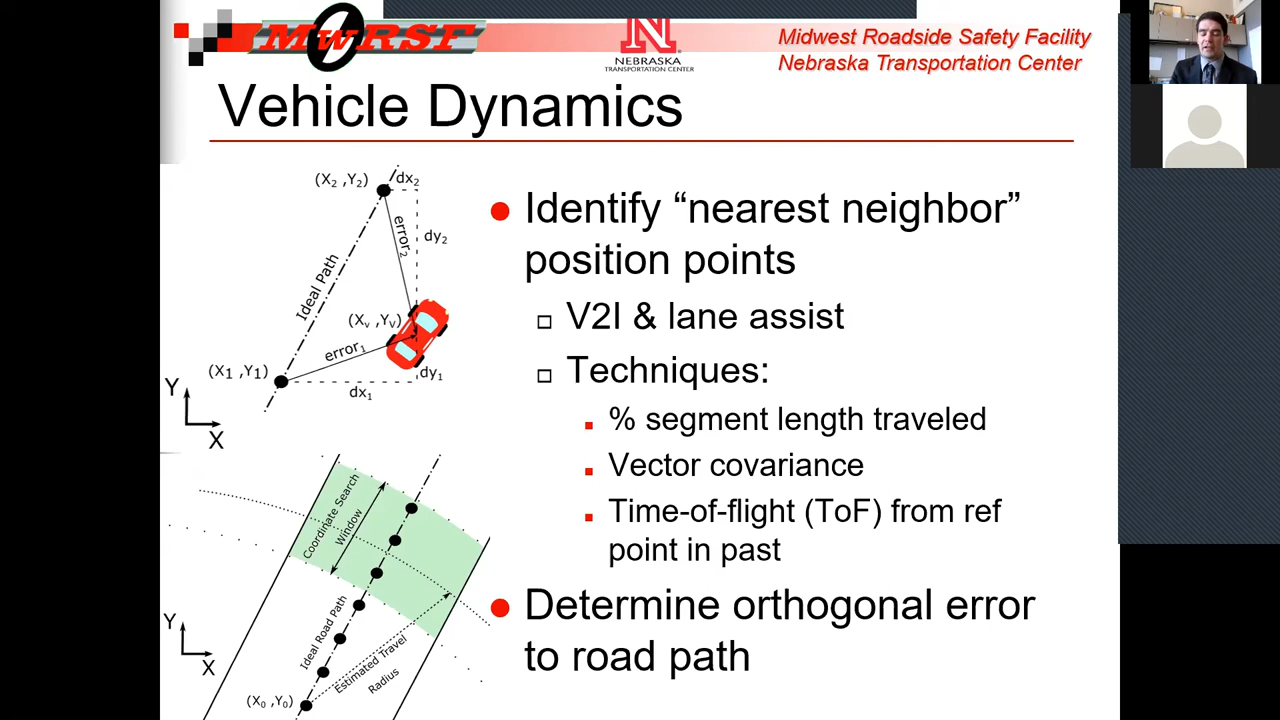 MwRSF
N
NEBRASKA
TRANSPORTATION CENTER
Midwest Roadside Safety Facility
Nebraska Transportation Center
Vehicle Dynamics
(X₂ ,Y₂)
dx₂
error₂
dy₂
Ideal Path
(Xᵥ ,Yᵥ)
error₁
(X₁ ,Y₁)
dy₁
dx₁
Y
X
Identify “nearest neighbor”
position points
V2I & lane assist
Techniques:
% segment length traveled
Vector covariance
Time-of-flight (ToF) from ref
point in past
Determine orthogonal error
to road path
Coordinate Search
Window
Ideal Road Path
Estimated Travel
Radius
Y
X
(X₀ ,Y₀)